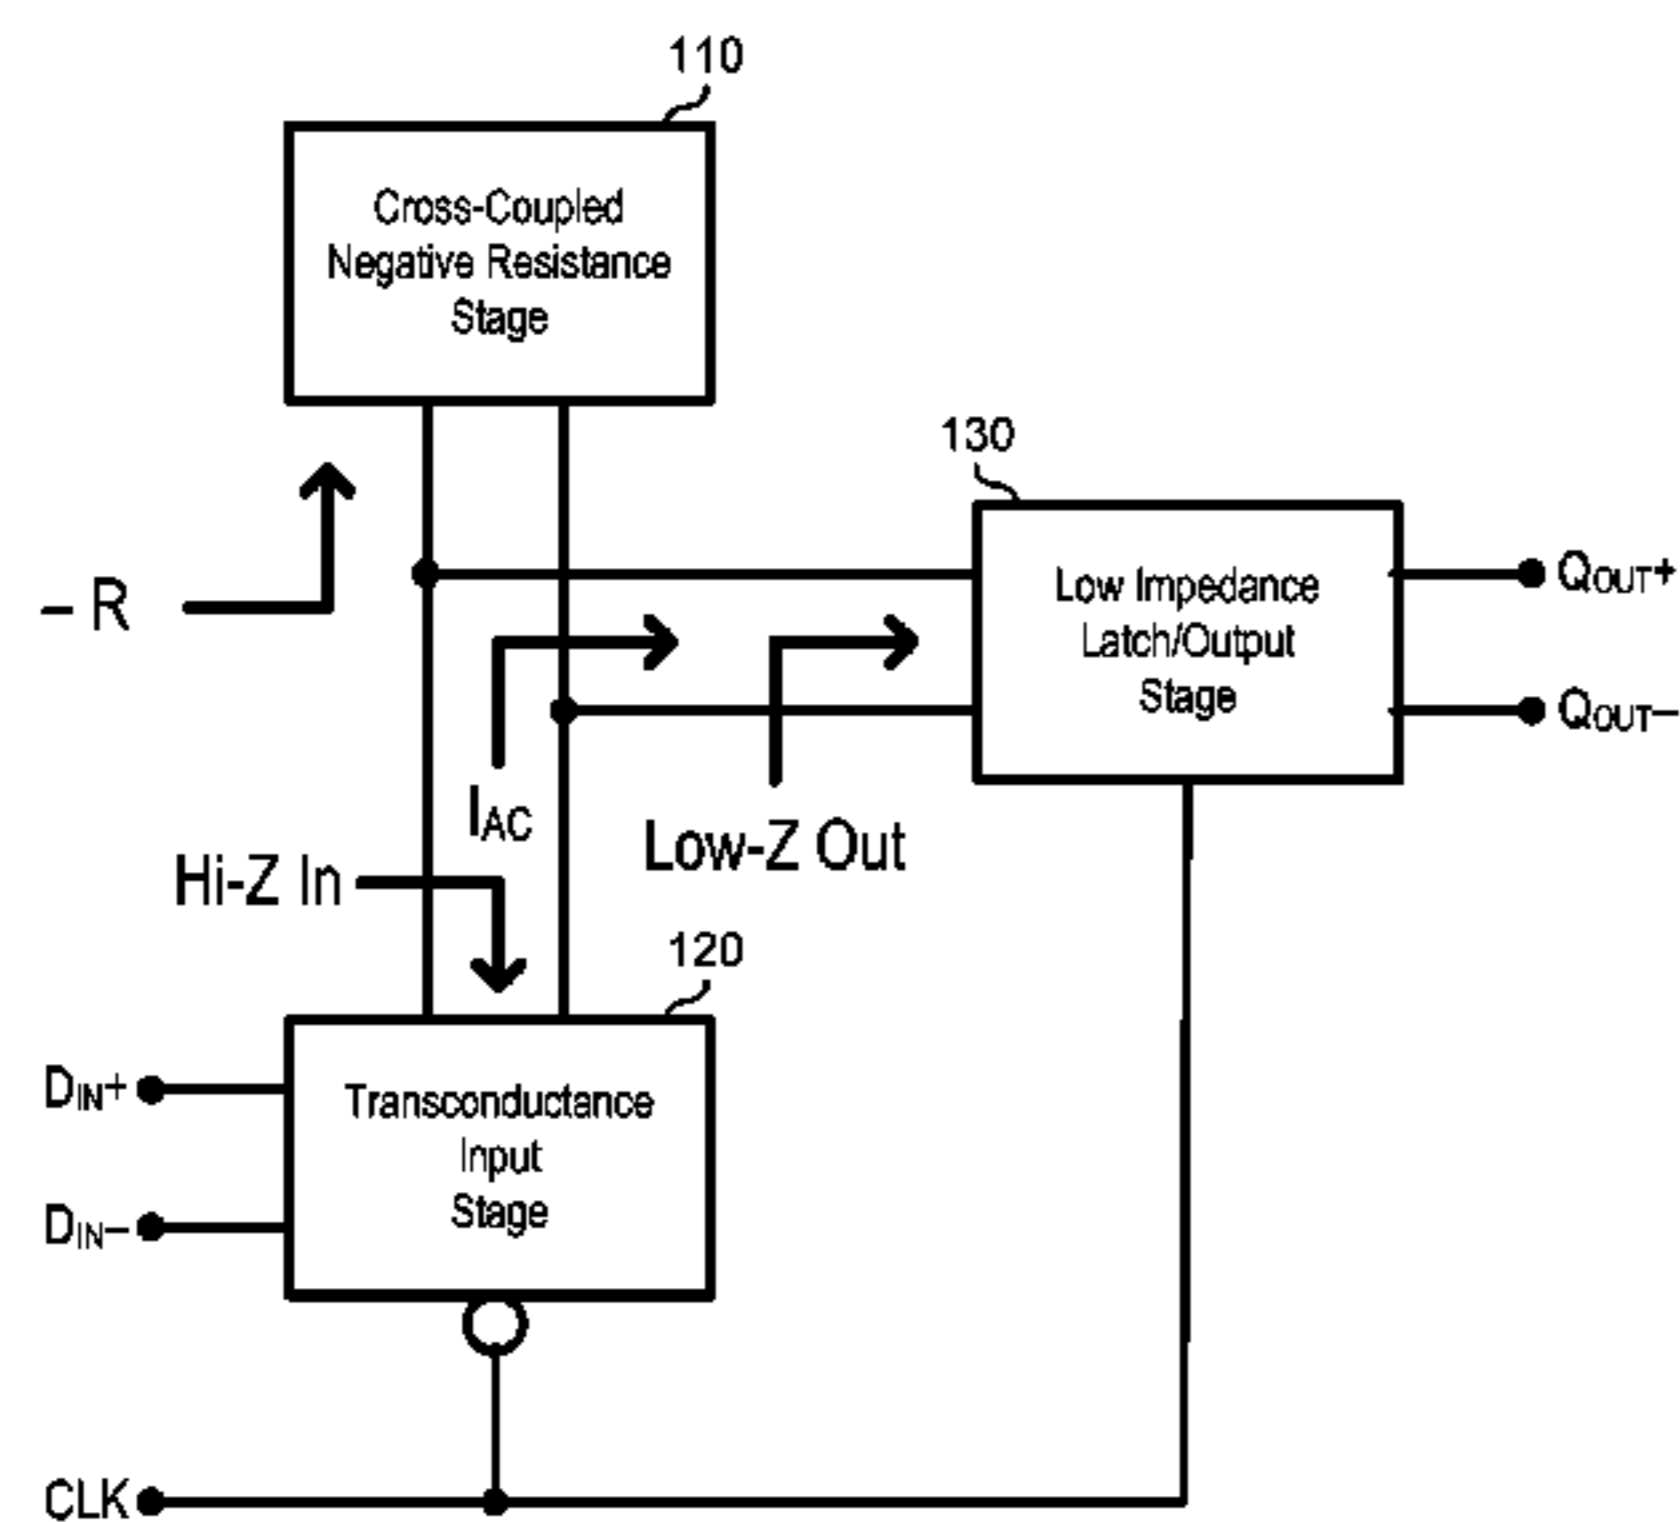 110
Cross-Coupled
Negative Resistance
Stage
130
– R
Low Impedance
Latch/Output
Stage
QOUT+
QOUT–
IAC
Low-Z Out
Hi-Z In
120
DIN+
DIN–
Transconductance
Input
Stage
CLK